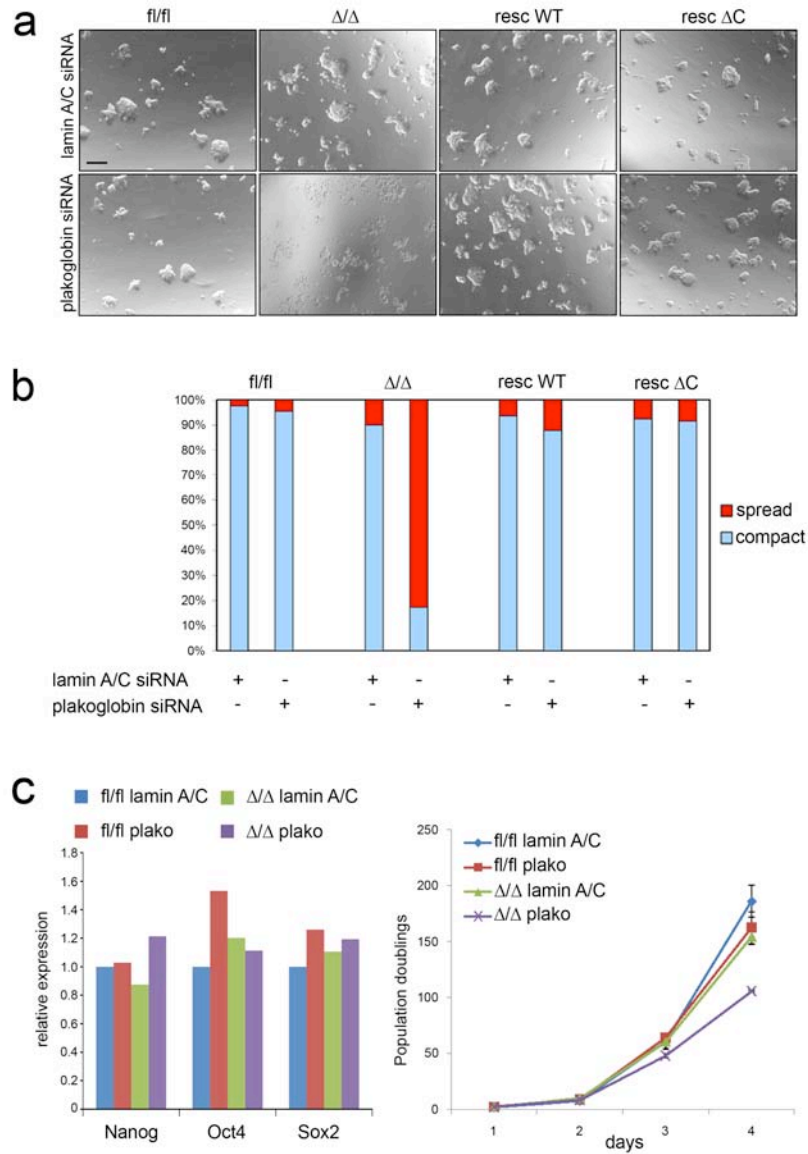 a
fl/fl Δ/Δ resc WT resc ΔC
lamin A/C siRNA
plakoglobin siRNA
b
fl/fl Δ/Δ resc WT resc ΔC
100%
90%
80%
70%
60%
50%
40%
30%
20%
10%
0%
spread
compact
lamin A/C siRNA + - + - + - + -
plakoglobin siRNA - + - + - + - +
c
fl/fl lamin A/C Δ/Δ lamin A/C
fl/fl plako Δ/Δ plako
relative expression
1.6
1.4
1.2
1.0
0.8
0.6
0.4
0.2
0
Nanog Oct4 Sox2
fl/fl lamin A/C
fl/fl plako
Δ/Δ lamin A/C
Δ/Δ plako
Population doublings
250
200
150
100
50
0
1 2 3 4
days